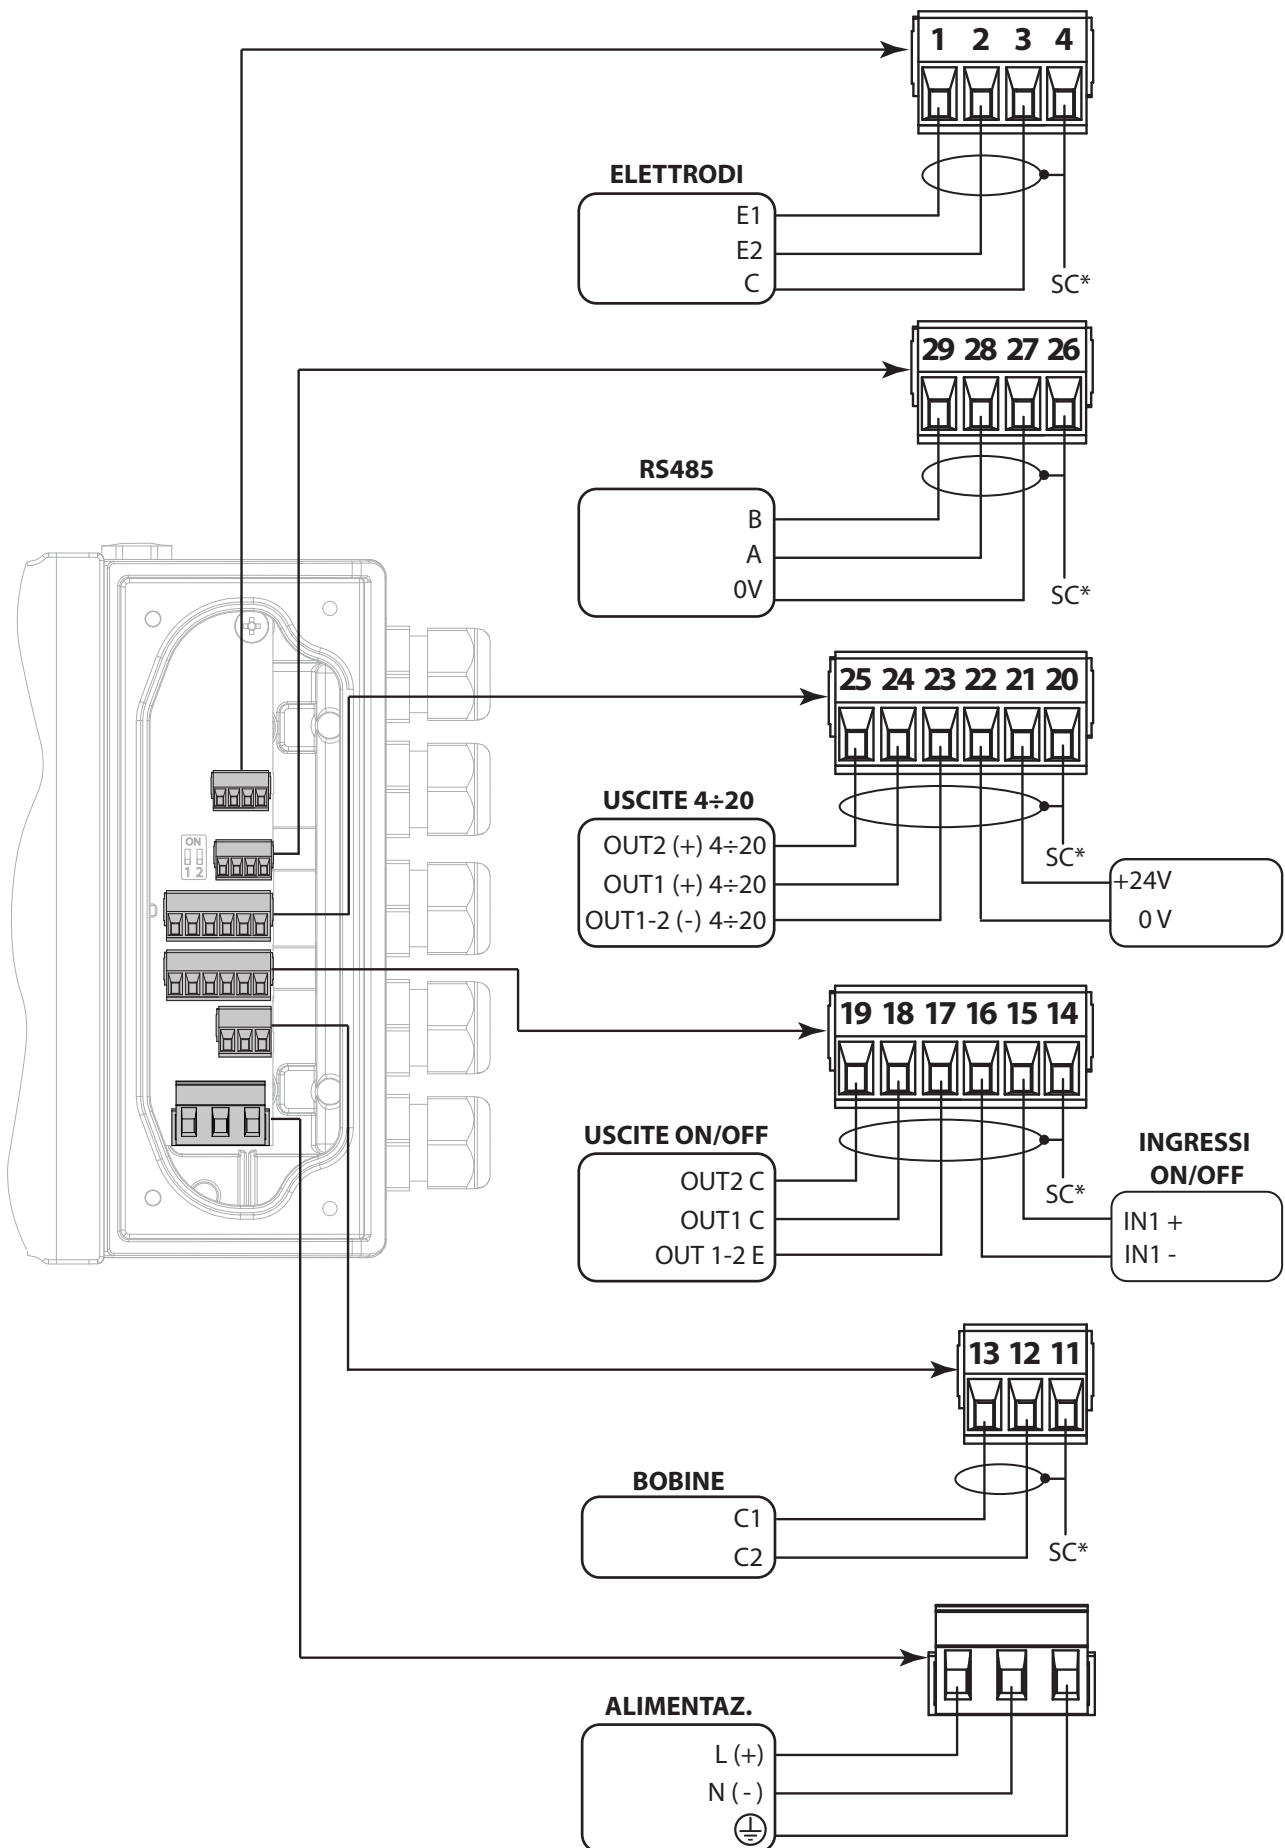 1 2 3 4
ELETTRODI
E1
E2
C
SC*
29 28 27 26
RS485
B
A
0V
SC*
25 24 23 22 21 20
USCITE 4÷20
OUT2 (+) 4÷20
OUT1 (+) 4÷20
OUT1-2 (-) 4÷20
SC*
+24V
0 V
ON
1 2
19 18 17 16 15 14
USCITE ON/OFF
OUT2 C
OUT1 C
OUT 1-2 E
SC*
INGRESSI
ON/OFF
IN1 +
IN1 -
13 12 11
BOBINE
C1
C2
SC*
ALIMENTAZ.
L (+)
N ( - )